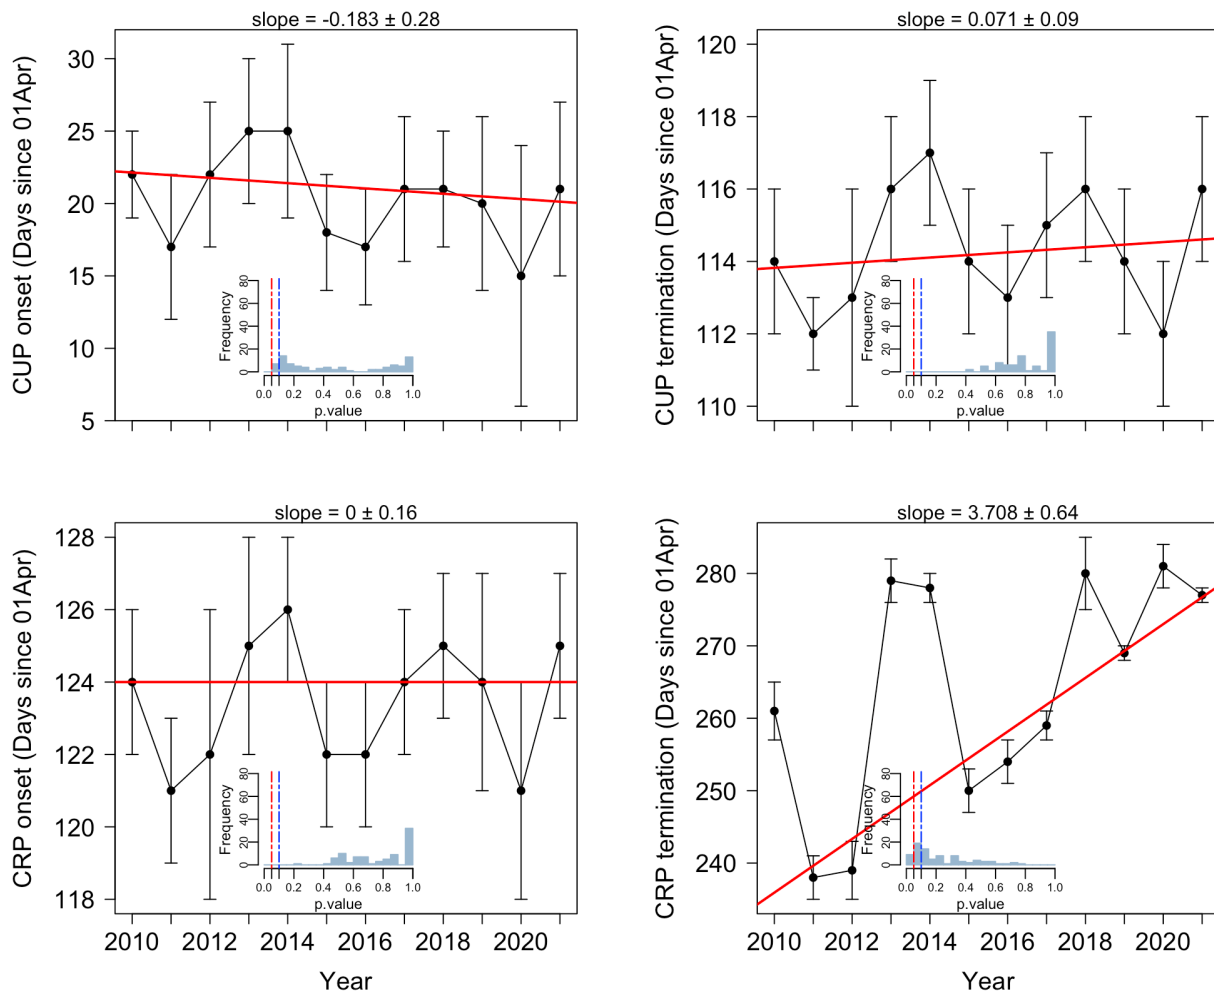 slope = -0.183 ± 0.28
CUP onset (Days since 01Apr)
30
25
20
15
10
5
Frequency
80
60
40
20
0
0.0 0.2 0.4 0.6 0.8 1.0
p.value
slope = 0.071 ± 0.09
CUP termination (Days since 01Apr)
120
118
116
114
112
110
Frequency
80
60
40
20
0
0.0 0.2 0.4 0.6 0.8 1.0
p.value
slope = 0 ± 0.16
CRP onset (Days since 01Apr)
128
126
124
122
120
118
Frequency
80
60
40
20
0
0.0 0.2 0.4 0.6 0.8 1.0
p.value
2010 2012 2014 2016 2018 2020
Year
slope = 3.708 ± 0.64
CRP termination (Days since 01Apr)
280
270
260
250
240
Frequency
80
60
40
20
0
0.0 0.2 0.4 0.6 0.8 1.0
p.value
2010 2012 2014 2016 2018 2020
Year